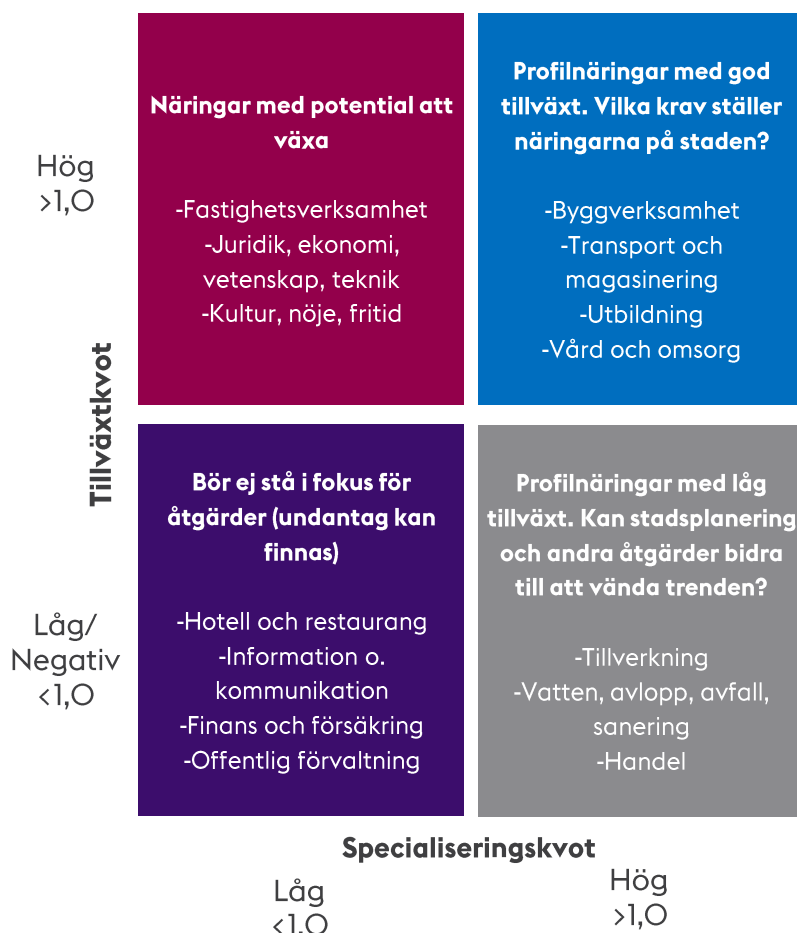 Näringar med potential att
växa
-Fastighetsverksamhet
-Juridik, ekonomi,
vetenskap, teknik
-Kultur, nöje, fritid
Profilnäringar med god
tillväxt. Vilka krav ställer
näringarna på staden?
-Byggverksamhet
-Transport och
magasinering
-Utbildning
-Vård och omsorg
Hög
>1,0
Tillväxtkvot
Låg/
Negativ
<1,0
Bör ej stå i fokus för
åtgärder (undantag kan
finnas)
-Hotell och restaurang
-Information o.
kommunikation
-Finans och försäkring
-Offentlig förvaltning
Profilnäringar med låg
tillväxt. Kan stadsplanering
och andra åtgärder bidra
till att vända trenden?
-Tillverkning
-Vatten, avlopp, avfall,
sanering
-Handel
Specialiseringskvot
Låg
<1,0
Hög
>1,0